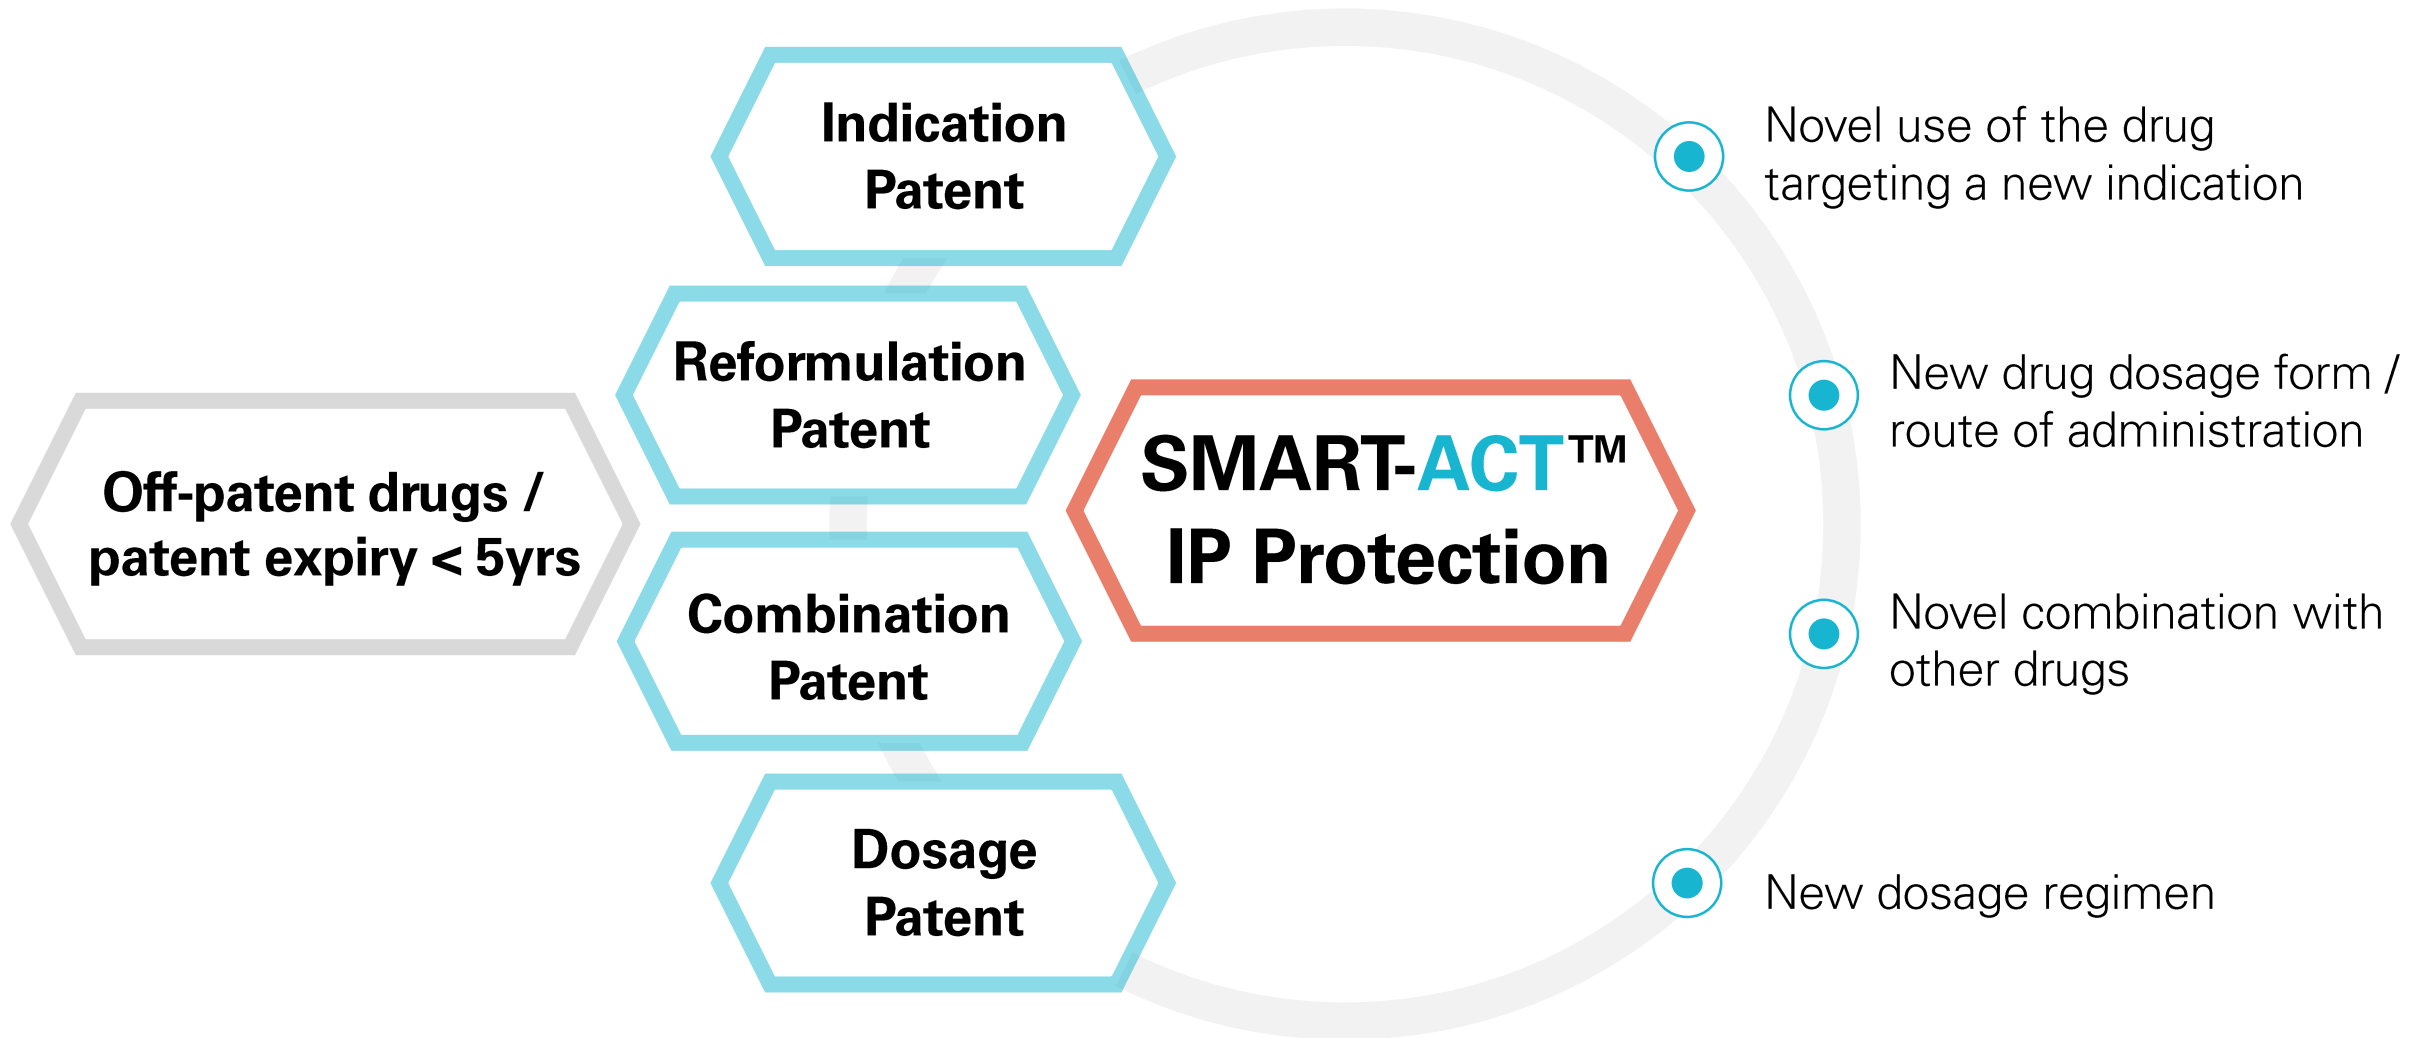 Off-patent drugs /
patent expiry < 5yrs
Indication
Patent
Reformulation
Patent
Combination
Patent
Dosage
Patent
SMART-ACT™
IP Protection
Novel use of the drug
targeting a new indication
New drug dosage form /
route of administration
Novel combination with
other drugs
New dosage regimen